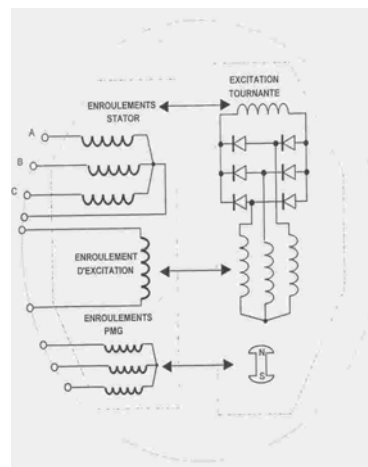 EXCITATION
TOURNANTE
ENROULEMENTS
STATOR
A
B
C
ENROULEMENT
D'EXCITATION
ENROULEMENTS
PMG
N
S